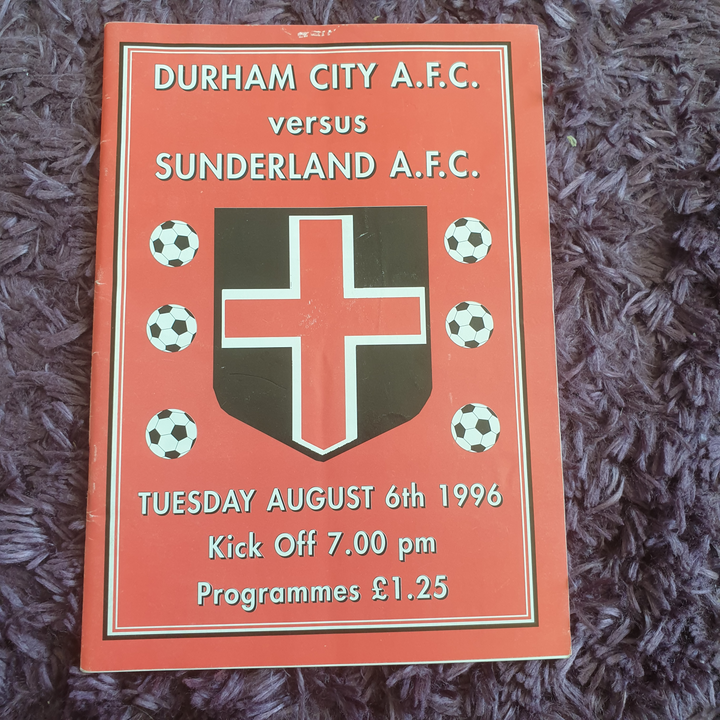 DURHAM CITY A.F.C.
versus
SUNDERLAND A.F.C.
TUESDAY AUGUST 6th 1996
Kick Off 7.00 pm
Programmes £1.25